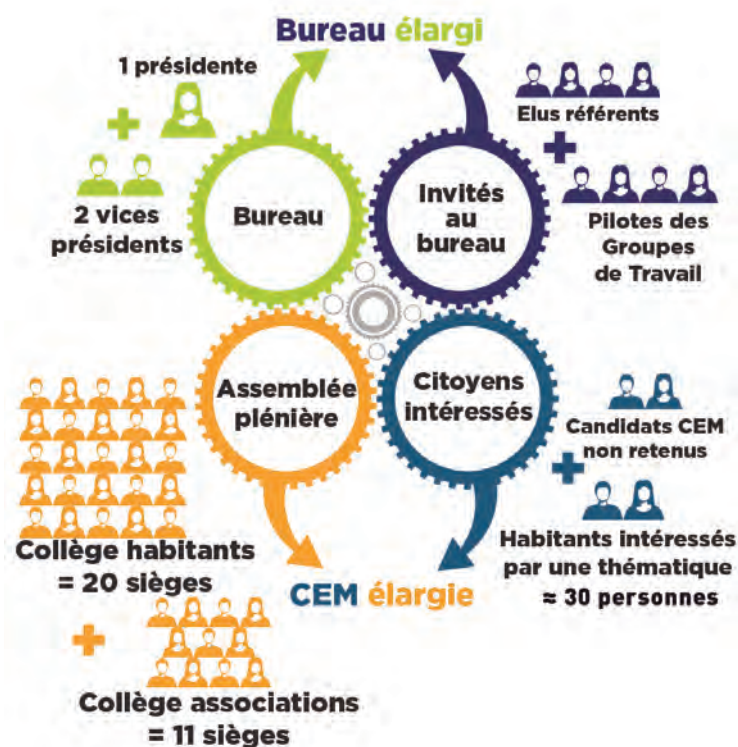 Bureau élargi
1 présidente
2 vices
présidents
Bureau
Invités
au
bureau
Elus référents
Pilotes des
Groupes
de Travail
Assemblée
plénière
Citoyens
intéressés
Candidats CEM
non retenus
Habitants intéressés
par une thématique
≈ 30 personnes
Collège habitants
= 20 sièges
CEM élargie
Collège associations
= 11 sièges